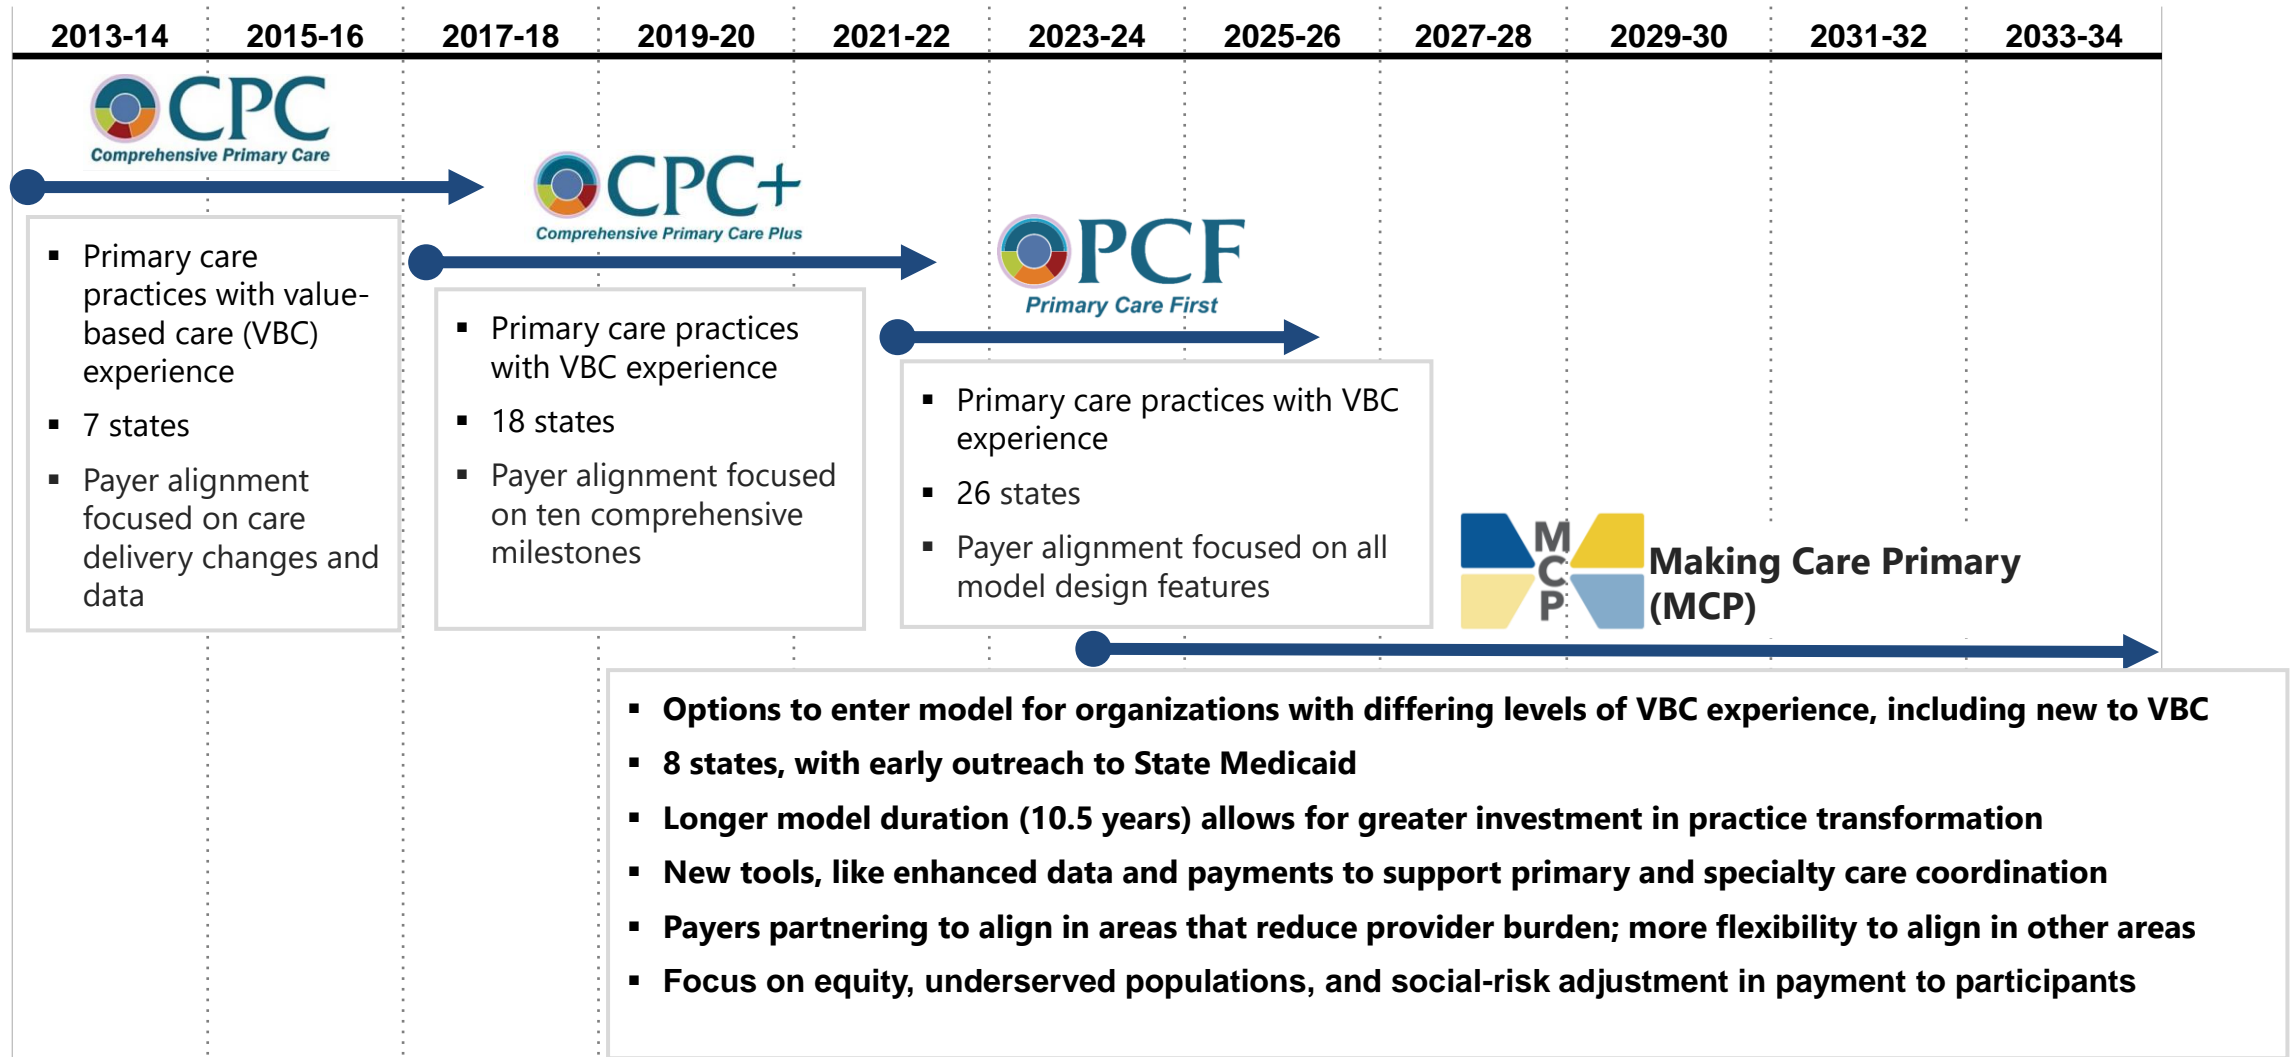 2013-14 2015-16 2017-18 2019-20 2021-22 2023-24 2025-26 2027-28 2029-30 2031-32 2033-34
CPC
Comprehensive Primary Care
▪ Primary care
practices with value-
based care (VBC)
experience
▪ 7 states
▪ Payer alignment
focused on care
delivery changes and
data
CPC+
Comprehensive Primary Care Plus
▪ Primary care practices
with VBC experience
▪ 18 states
▪ Payer alignment focused
on ten comprehensive
milestones
PCF
Primary Care First
▪ Primary care practices with VBC
experience
▪ 26 states
▪ Payer alignment focused on all
model design features
M
C
P
Making Care Primary
(MCP)
▪ Options to enter model for organizations with differing levels of VBC experience, including new to VBC
▪ 8 states, with early outreach to State Medicaid
▪ Longer model duration (10.5 years) allows for greater investment in practice transformation
▪ New tools, like enhanced data and payments to support primary and specialty care coordination
▪ Payers partnering to align in areas that reduce provider burden; more flexibility to align in other areas
▪ Focus on equity, underserved populations, and social-risk adjustment in payment to participants